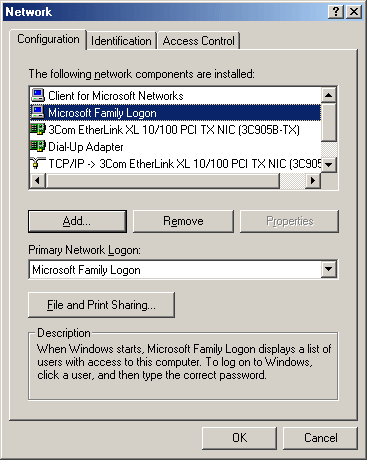 Network
Configuration Identification Access Control
The following network components are installed:
Client for Microsoft Networks
Microsoft Family Logon
3Com EtherLink XL 10/100 PCI TX NIC (3C905B-TX)
Dial-Up Adapter
TCP/IP -> 3Com EtherLink XL 10/100 PCI TX NIC (3C905
Add... Remove Properties
Primary Network Logon:
Microsoft Family Logon
File and Print Sharing...
Description
When Windows starts, Microsoft Family Logon displays a list of
users with access to this computer. To log on to Windows,
click a user, and then type the correct password.
OK Cancel